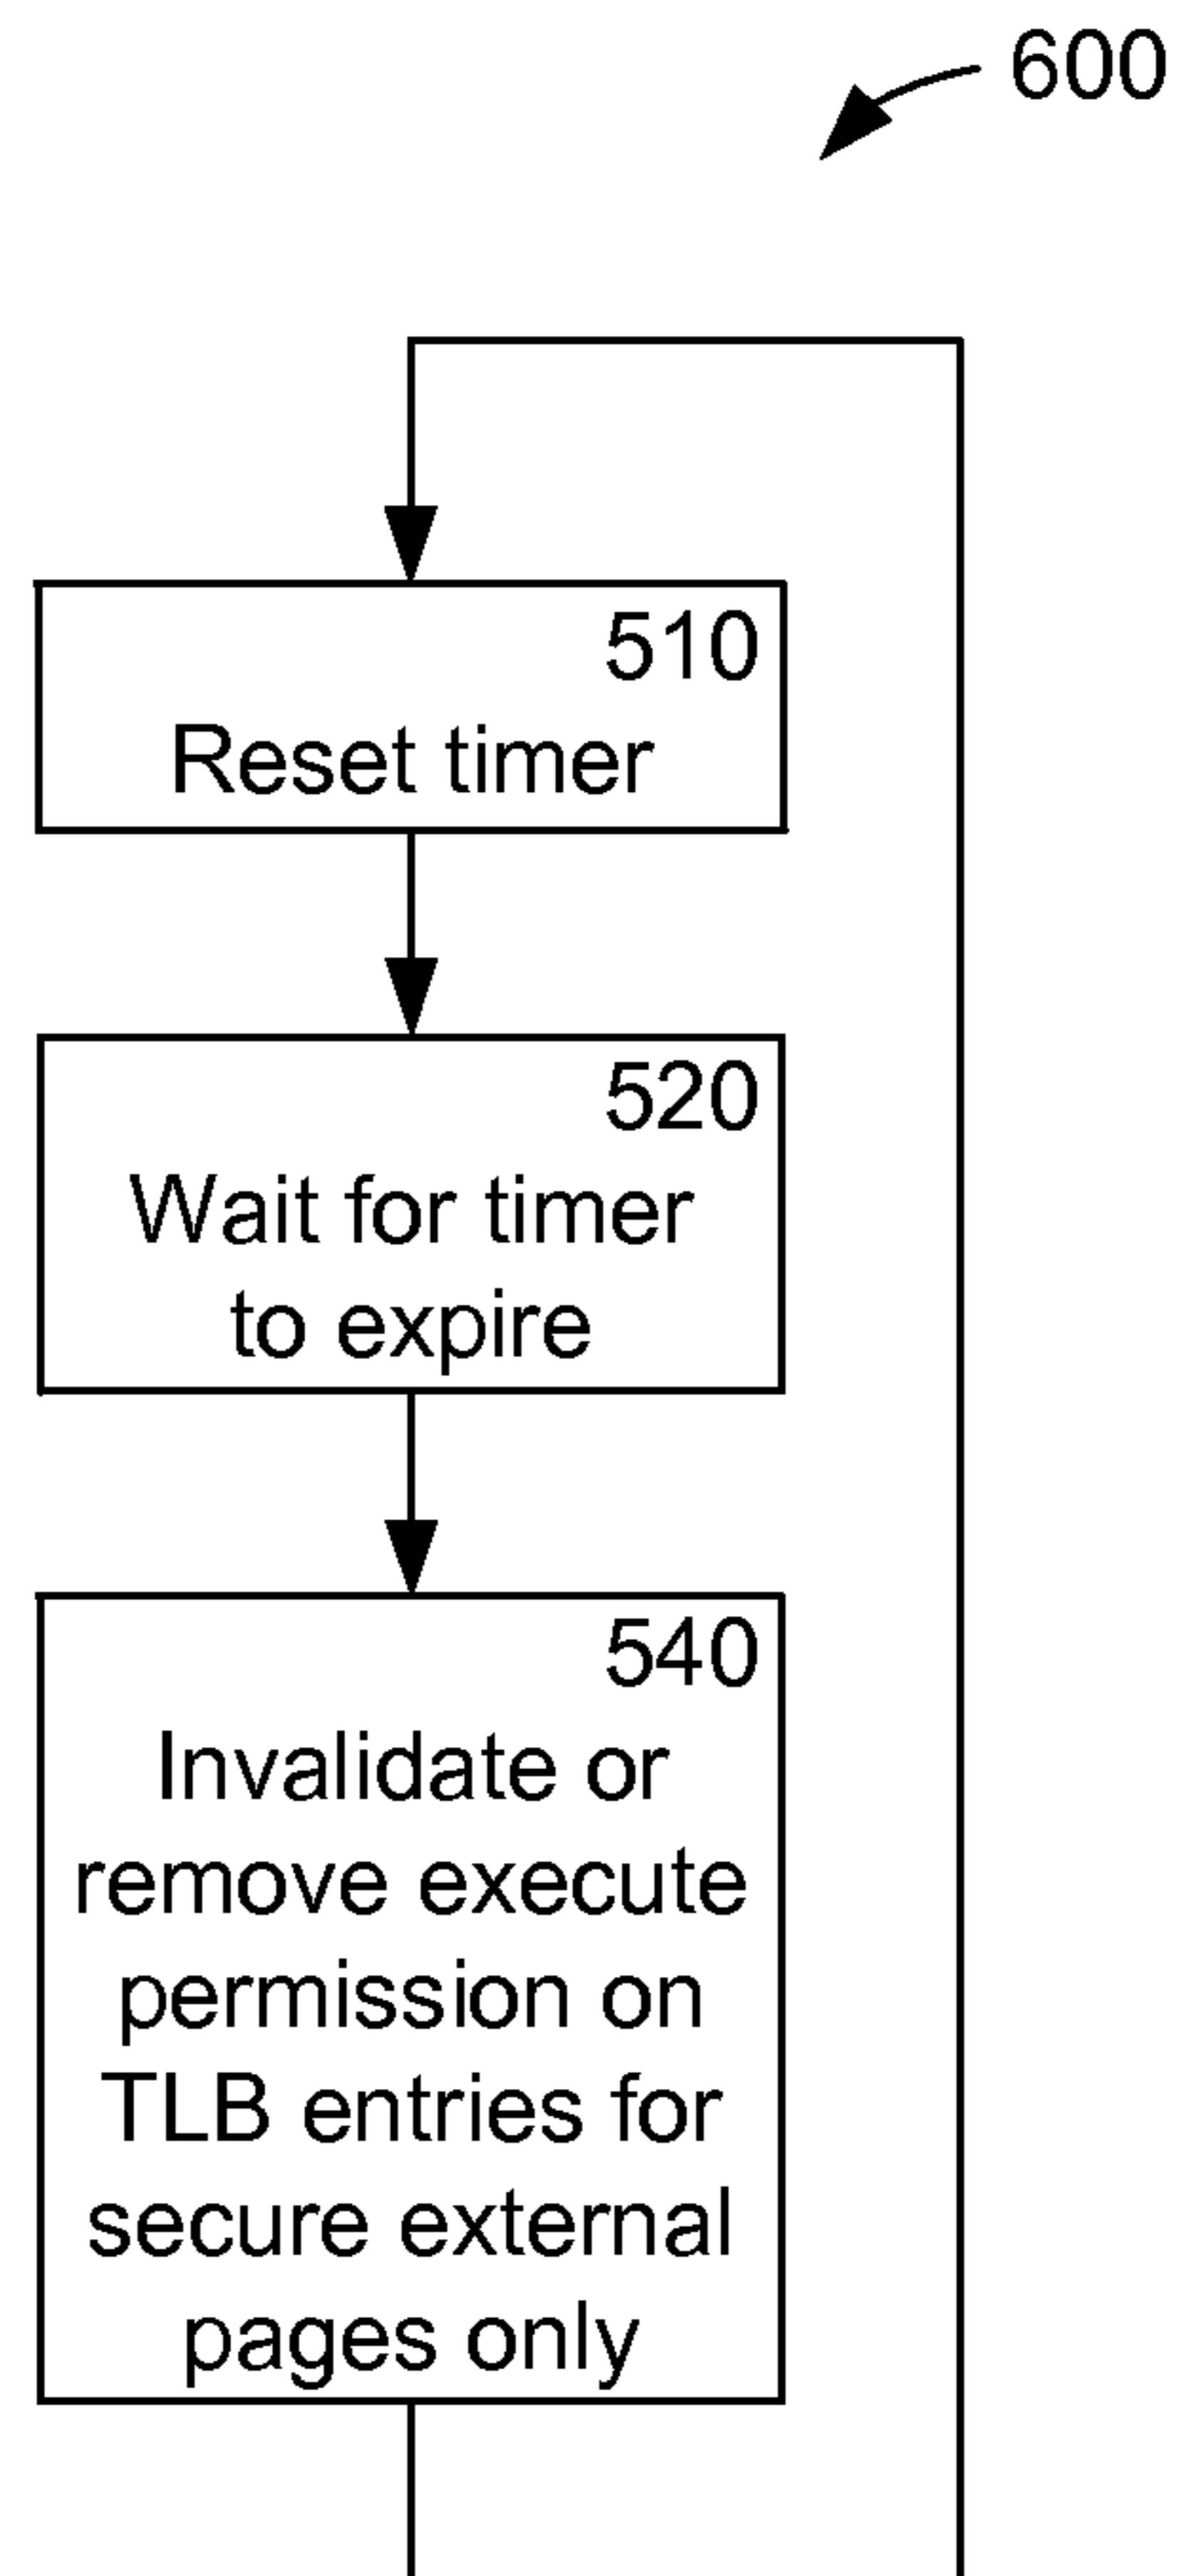 600
510
Reset timer
520
Wait for timer
to expire
540
Invalidate or
remove execute
permission on
TLB entries for
secure external
pages only